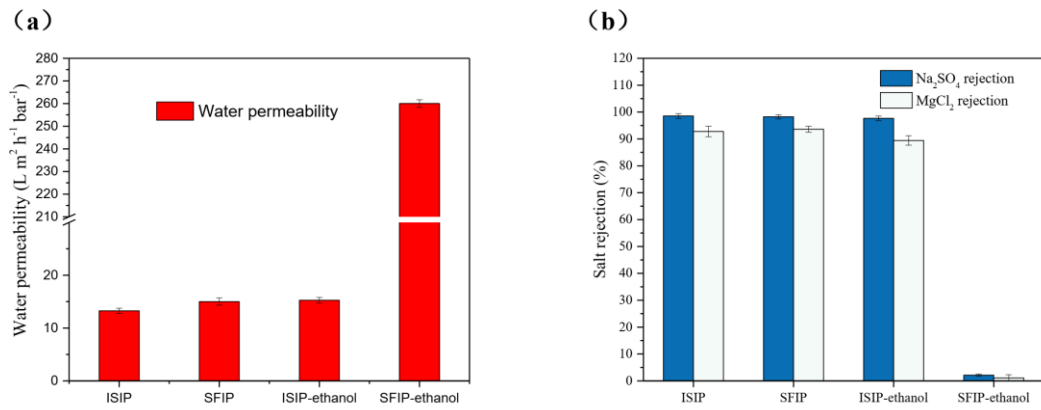 （a）
Water permeability (L m² h⁻¹ bar⁻¹)
280
270
260
250
240
230
220
210
20
10
0
Water permeability
ISIP
SFIP
ISIP-ethanol
SFIP-ethanol
（b）
Salt rejection (%)
120
110
100
90
80
70
60
50
40
30
20
10
0
Na₂SO₄ rejection
MgCl₂ rejection
ISIP
SFIP
ISIP-ethanol
SFIP-ethanol